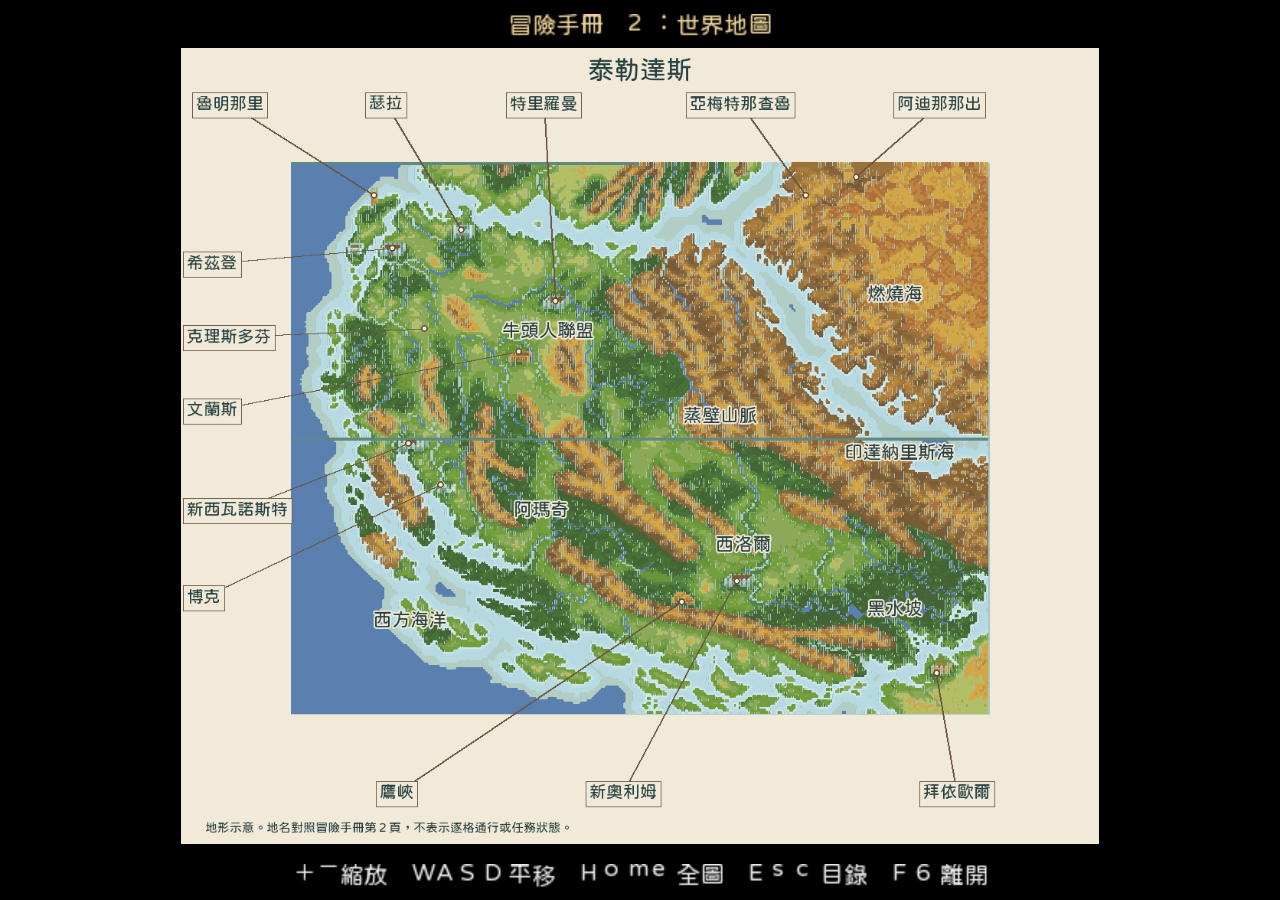 冒險手冊 2：世界地圖
泰勒達斯
魯明那里
瑟拉
特里羅曼
亞梅特那查魯
阿迪那那出
希茲登
燃燒海
克理斯多芬
牛頭人聯盟
文蘭斯
蒸壁山脈
印達納里斯海
新西瓦諾斯特
阿瑪奇
西洛爾
博克
西方海洋
黑水坡
鷹峽
新奧利姆
拜依歐爾
地形示意。地名對照冒險手冊第2頁，不表示逐格通行或任務狀態。
+－縮放 WASD平移 Home全圖 Esc目錄 F6離開